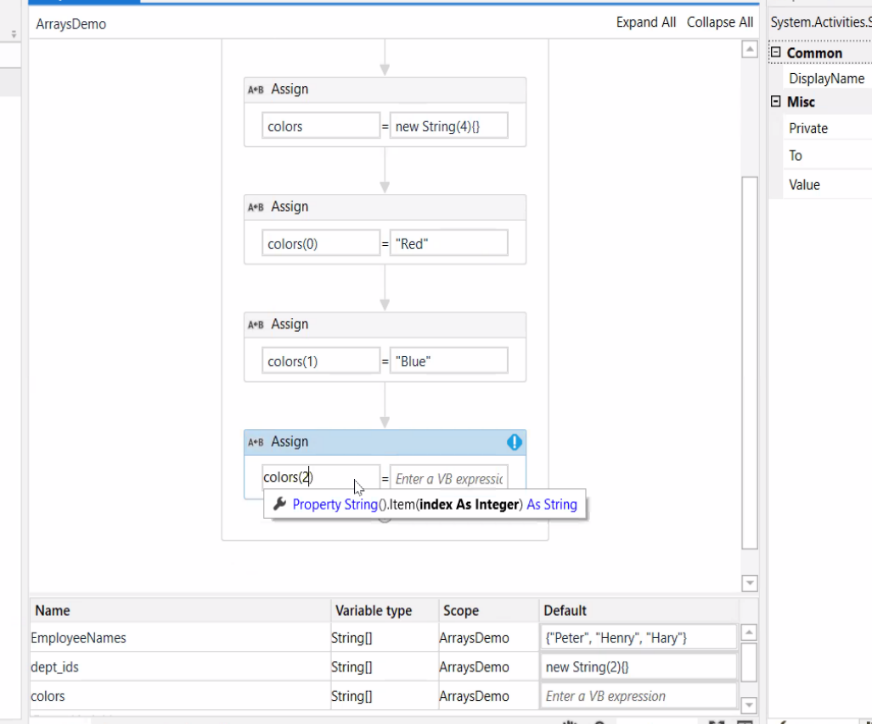 ArraysDemo
Expand All Collapse All
System.Activities.S
Common
DisplayName
Misc
Private
To
Value
A+B Assign
colors = new String(4){}
A+B Assign
colors(0) = "Red"
A+B Assign
colors(1) = "Blue"
A+B Assign
colors(2) = Enter a VB expressic
Property String().Item(index As Integer) As String
Name Variable type Scope Default
EmployeeNames String[] ArraysDemo {"Peter", "Henry", "Hary"}
dept_ids String[] ArraysDemo new String(2){}
colors String[] ArraysDemo Enter a VB expression